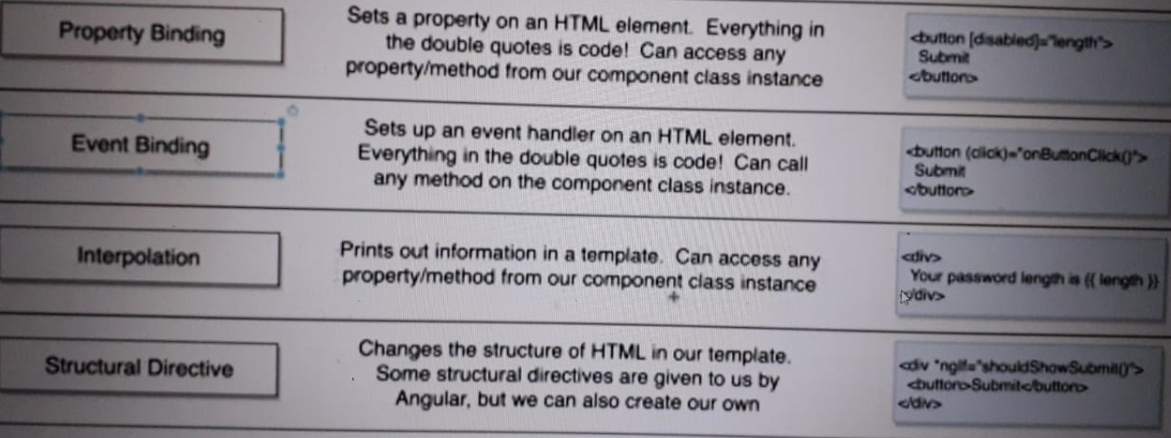 Property Binding
Sets a property on an HTML element. Everything in
the double quotes is code! Can access any
property/method from our component class instance
<button [disabled]="length">
Submit
</button>
Event Binding
Sets up an event handler on an HTML element.
Everything in the double quotes is code! Can call
any method on the component class instance.
<button (click)="onButtonClick()">
Submit
</button>
Interpolation
Prints out information in a template. Can access any
property/method from our component class instance
<div>
Your password length is {{ length }}
</div>
Structural Directive
Changes the structure of HTML in our template.
Some structural directives are given to us by
Angular, but we can also create our own
<div *ngIf="shouldShowSubmit()">
<button>Submit</button>
</div>